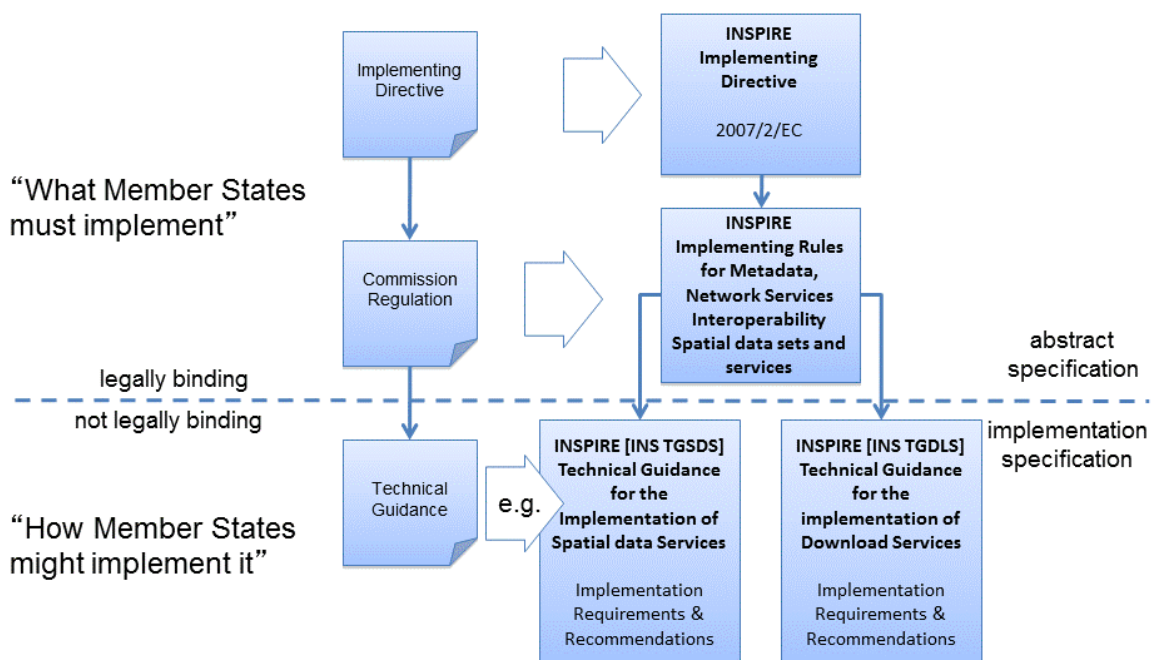 Implementing
Directive
INSPIRE
Implementing
Directive
2007/2/EC
“What Member States
must implement”
Commission
Regulation
INSPIRE
Implementing Rules
for Metadata,
Network Services
Interoperability
Spatial data sets and
services
abstract
specification
legally binding
not legally binding
implementation
specification
Technical
Guidance
e.g.
INSPIRE [INS TGSDS]
Technical Guidance
for the
Implementation of
Spatial data Services
Implementation
Requirements &
Recommendations
INSPIRE [INS TGDLS]
Technical Guidance
for the
implementation of
Download Services
Implementation
Requirements &
Recommendations
“How Member States
might implement it”